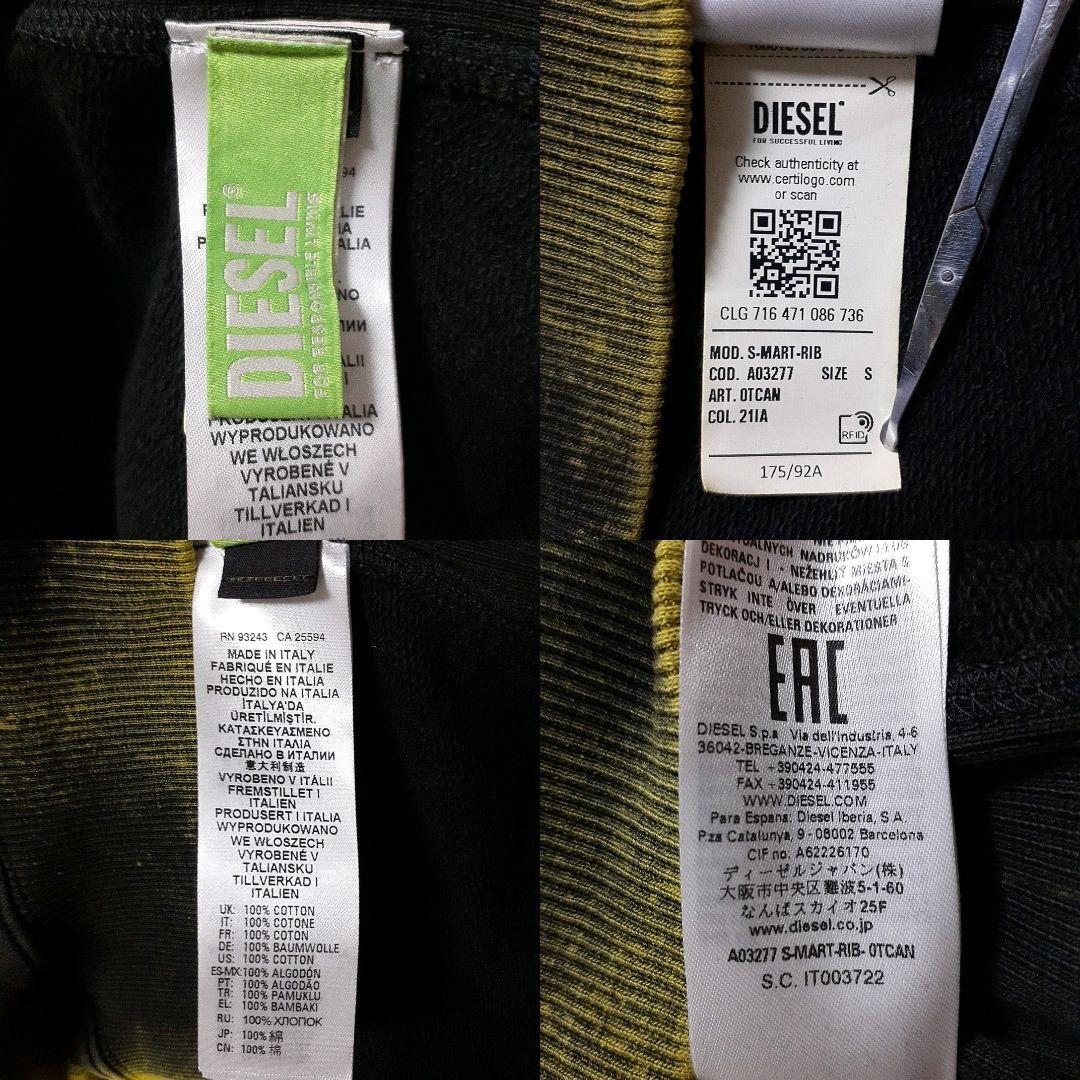 DIESEL®
FOR RESPONSIBLE LIVING
94
LIE
IA
ALIA
NO
ALII
WYPRODUKOWANO
WE WŁOSZECH
VYROBENÉ V
TALIANSKU
TILLVERKAD I
ITALIEN
DIESEL®
FOR SUCCESSFUL LIVING
Check authenticity at
www.certilogo.com
or scan
CLG 716 471 086 736
MOD. S-MART-RIB
COD. A03277 SIZE S
ART. 0TCAN
COL. 21IA
RFID
175/92A
RN 93243 CA 25594
MADE IN ITALY
FABRIQUÉ EN ITALIE
HECHO EN ITALIA
PRODUZIDO NA ITALIA
İTALYA'DA
ÜRETİLMİŞTİR.
ΚΑΤΑΣΚΕΥΑΣΜΕΝΟ
ΣΤΗΝ ΙΤΑΛΙΑ
СДЕЛАНО В ИТАЛИИ
意大利制造
VYROBENO V ITÁLII
FREMSTILLET I
ITALIEN
PRODUSERT I ITALIA
WYPRODUKOWANO
WE WŁOSZECH
VYROBENÉ V
TALIANSKU
TILLVERKAD I
ITALIEN
UK: 100% COTTON
IT: 100% COTONE
FR: 100% COTON
DE: 100% BAUMWOLLE
US: 100% COTTON
ES-MX: 100% ALGODÓN
PT: 100% ALGODÃO
TR: 100% PAMUKLU
EL: 100% BAMBAKI
RU: 100% ХЛОПОК
JP: 100% 綿
CN: 100% 棉
DEKORACJI - NEŽEHLIŤ MIESTA S
POTLAČOU A/ALEBO DEKORÁCIAMI.
STRYK INTE ÖVER EVENTUELLA
TRYCK OCH/ELLER DEKORATIONER
EAC
DIESEL S.p.a Via dell'industria, 4-6
36042-BREGANZE-VICENZA-ITALY
TEL +390424-477555
FAX +390424-411955
WWW.DIESEL.COM
Para Espana: Diesel Iberia, S.A.
P.za Catalunya, 9 - 08002 Barcelona
CIF no. A62226170
ディーゼルジャパン(株)
大阪市中央区難波5-1-60
なんばスカイオ25F
www.diesel.co.jp
A03277 S-MART-RIB- 0TCAN
S.C. IT003722